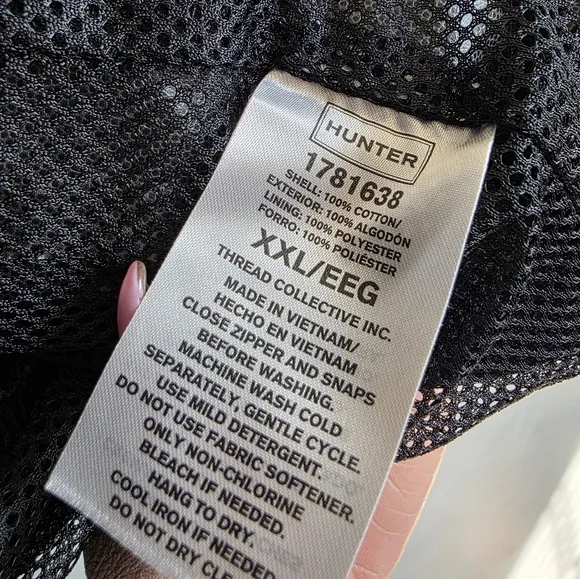 HUNTER
1781638
SHELL: 100% COTTON/
EXTERIOR: 100% ALGODÓN
LINING: 100% POLYESTER
FORRO: 100% POLIÉSTER
XXL/EEG
THREAD COLLECTIVE INC.
MADE IN VIETNAM/
HECHO EN VIETNAM
CLOSE ZIPPER AND SNAPS
BEFORE WASHING.
MACHINE WASH COLD
SEPARATELY, GENTLE CYCLE.
USE MILD DETERGENT.
DO NOT USE FABRIC SOFTENER.
ONLY NON-CHLORINE
BLEACH IF NEEDED.
HANG TO DRY.
COOL IRON IF NEEDED
DO NOT DRY CLE